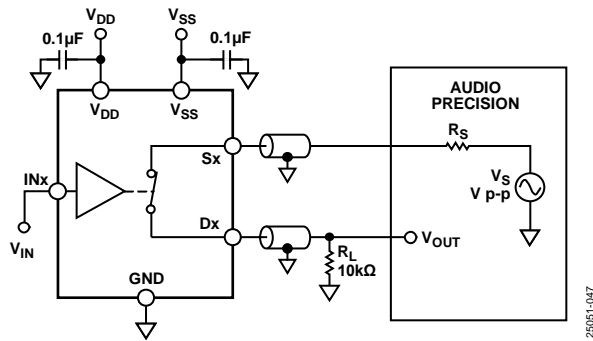 VDD
VSS
0.1µF
0.1µF
VDD
VSS
AUDIO
PRECISION
RS
Sx
VS
V p-p
INx
VIN
Dx
VOUT
RL
10kΩ
GND
25051-047